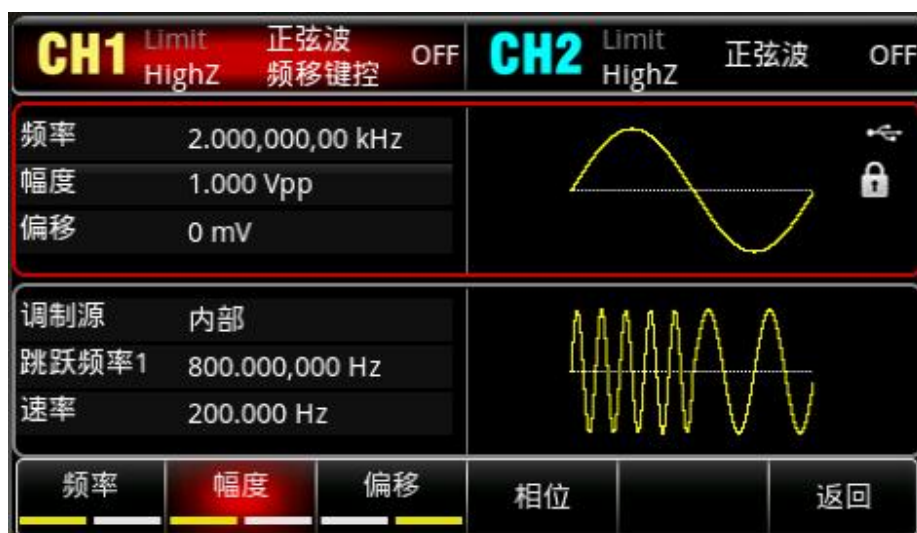 CH1 Limit 正弦波 OFF CH2 Limit 正弦波 OFF
HighZ 频移键控 HighZ
频率 2.000,000,00 kHz
幅度 1.000 Vpp
偏移 0 mV
调制源 内部
跳跃频率1 800.000,000 Hz
速率 200.000 Hz
频率 幅度 偏移 相位 返回